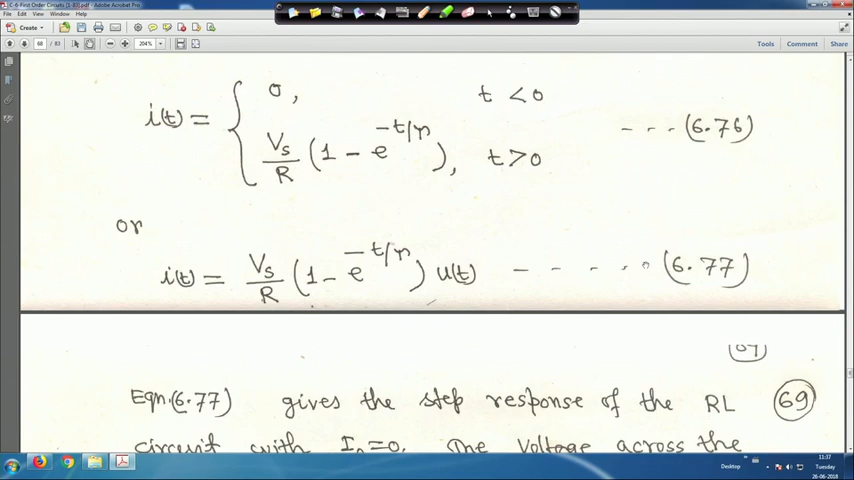 C-6-First Order Circuits [1-83].pdf - Adobe Acrobat Pro
File Edit View Window Help
Create
68 / 83 204%
Tools Comment Share
i(t) = { 0, t < 0
V_s/R (1 - e^{-t/τ}), t > 0 - - - (6.76)
or
i(t) = V_s/R (1 - e^{-t/τ}) u(t) - - - - - (6.77)
Eqn.(6.77) gives the step response of the RL 69
circuit with I_0=0. The Voltage across the
Desktop
11:37
Tuesday
26-06-2018